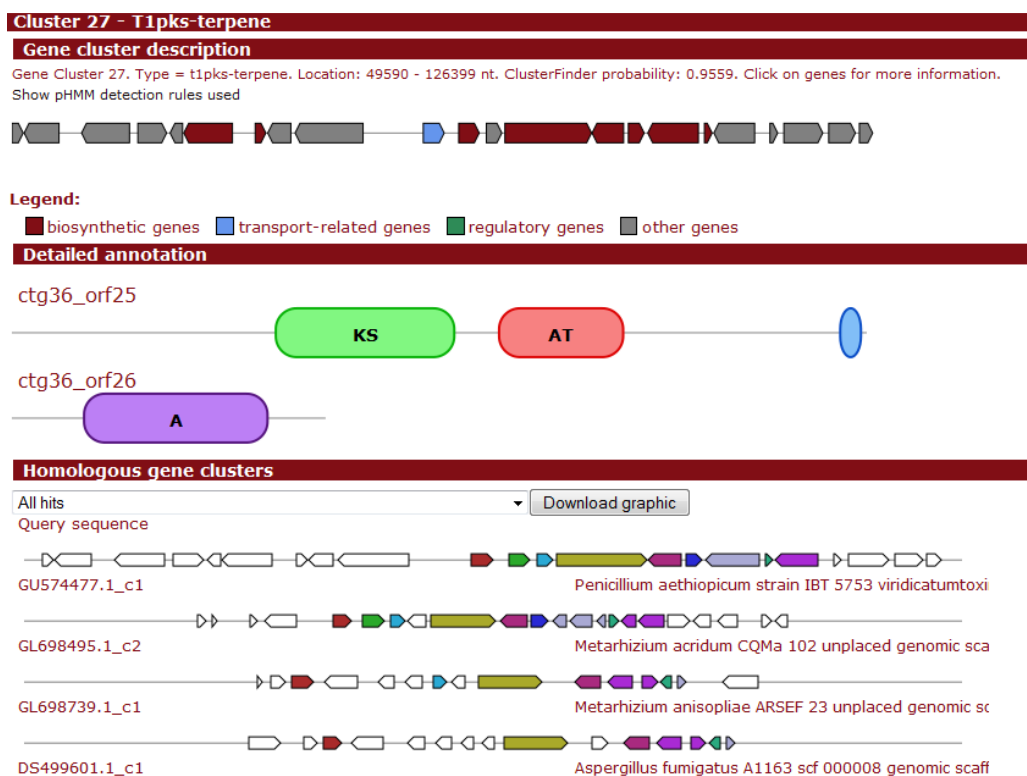 Cluster 27 - T1pks-terpene
Gene cluster description
Gene Cluster 27. Type = t1pks-terpene. Location: 49590 - 126399 nt. ClusterFinder probability: 0.9559. Click on genes for more information.
Show pHMM detection rules used
Legend:
biosynthetic genes transport-related genes regulatory genes other genes
Detailed annotation
ctg36_orf25
KS AT
ctg36_orf26
A
Homologous gene clusters
All hits Download graphic
Query sequence
GU574477.1_c1 Penicillium aethiopicum strain IBT 5753 viridicatumtoxi
GL698495.1_c2 Metarhizium acridum CQMa 102 unplaced genomic sca
GL698739.1_c1 Metarhizium anisopliae ARSEF 23 unplaced genomic sc
DS499601.1_c1 Aspergillus fumigatus A1163 scf 000008 genomic scaff